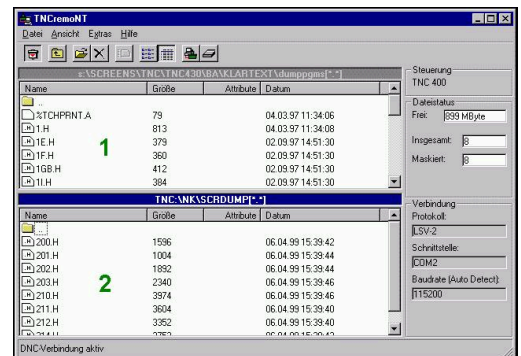 TNCremoNT
Datei Ansicht Extras Hilfe
s:\SCREENS\TNC\TNC430\BA\KLARTEXT\dumppgms[*.*]
Name Größe Attribute Datum
..
%TCHPRNT.A 79 04.03.97 11:34:06
1.H 813 04.03.97 11:34:08
1E.H 379 02.09.97 14:51:30
1F.H 360 02.09.97 14:51:30
1GB.H 412 02.09.97 14:51:30
1I.H 384 02.09.97 14:51:30
1
TNC:\NK\SCRDUMP[*.*]
Name Größe Attribute Datum
..
200.H 1596 06.04.99 15:39:42
201.H 1004 06.04.99 15:39:44
202.H 1892 06.04.99 15:39:44
203.H 2340 06.04.99 15:39:46
210.H 3974 06.04.99 15:39:46
211.H 3604 06.04.99 15:39:40
212.H 3352 06.04.99 15:39:40
2
Steuerung
TNC 400
Dateistatus
Frei: 899 MByte
Insgesamt: 8
Maskiert: 8
Verbindung
Protokoll:
LSV-2
Schnittstelle:
COM2
Baudrate (Auto Detect):
115200
DNC-Verbindung aktiv